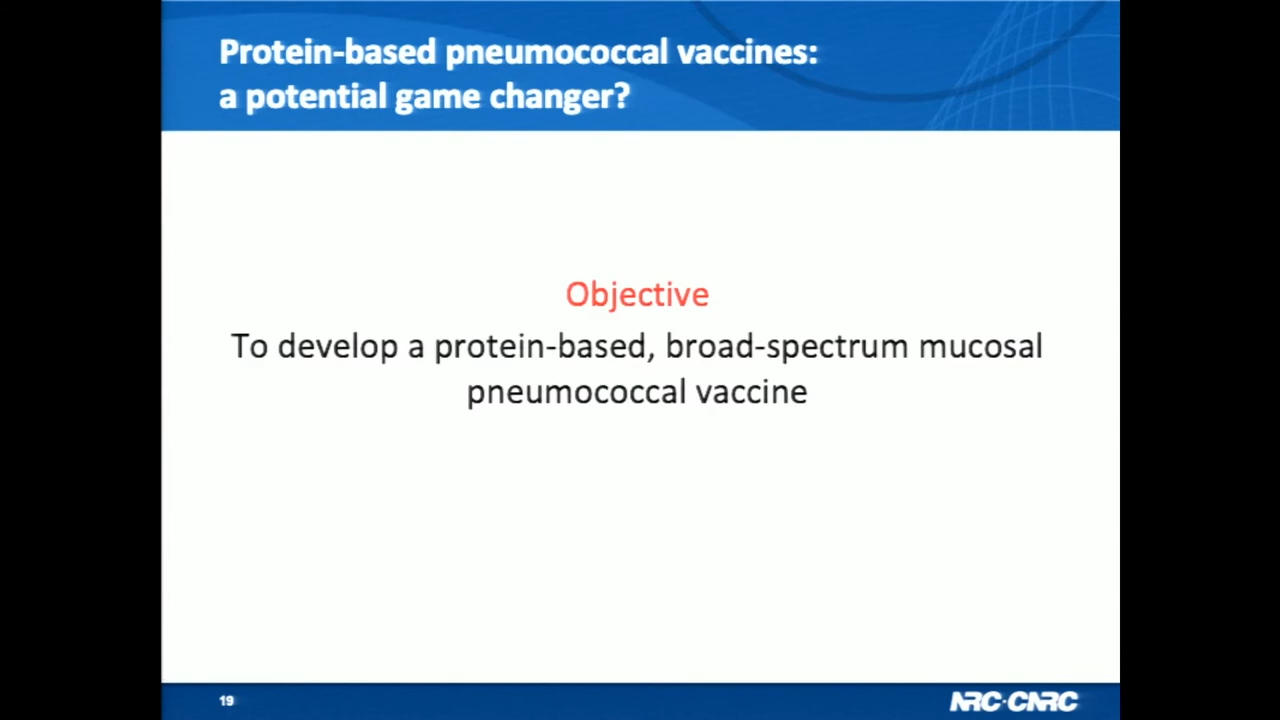 Protein-based pneumococcal vaccines:
a potential game changer?
Objective
To develop a protein-based, broad-spectrum mucosal
pneumococcal vaccine
19
NRC·CNRC